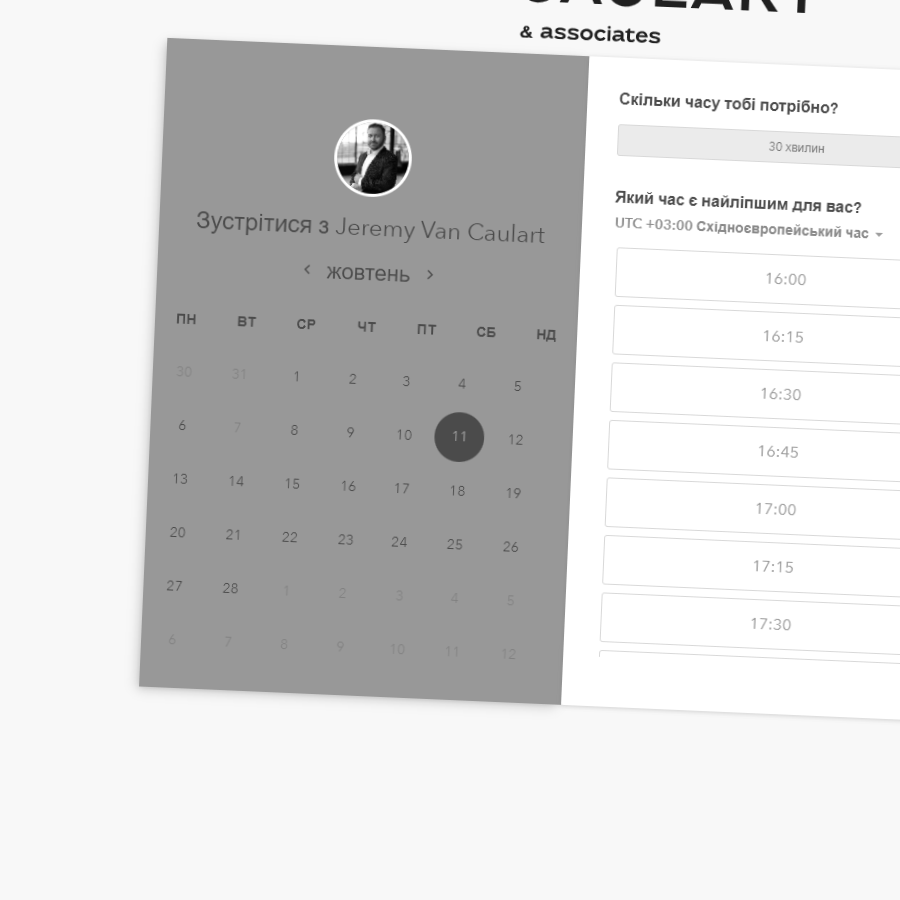 CAULART
& associates
Зустрітися з Jeremy Van Caulart
жовтень
ПН ВТ СР ЧТ ПТ СБ НД
30 31 1 2 3 4 5
6 7 8 9 10 11 12
13 14 15 16 17 18 19
20 21 22 23 24 25 26
27 28 1 2 3 4 5
6 7 8 9 10 11 12
Скільки часу тобі потрібно?
30 хвилин
Який час є найліпшим для вас?
UTC +03:00 Східноєвропейський час
16:00
16:15
16:30
16:45
17:00
17:15
17:30